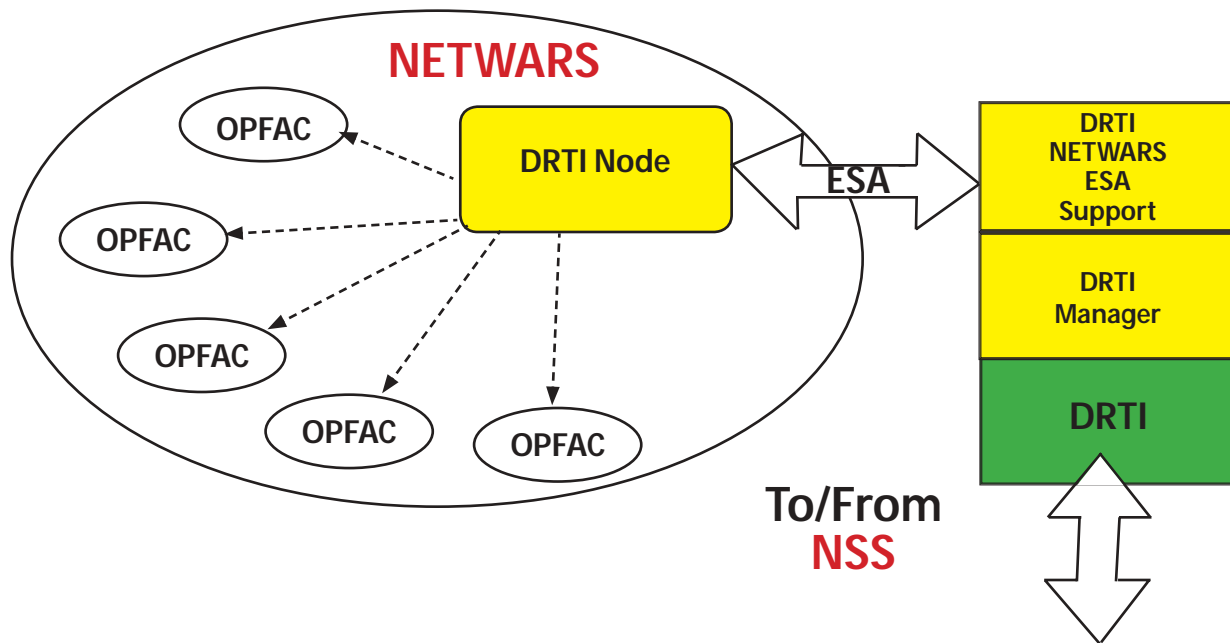 NETWARS
OPFAC
DRTI Node
ESA
DRTI
NETWARS
ESA
Support
OPFAC
DRTI
Manager
OPFAC
OPFAC
OPFAC
DRTI
To/From
NSS